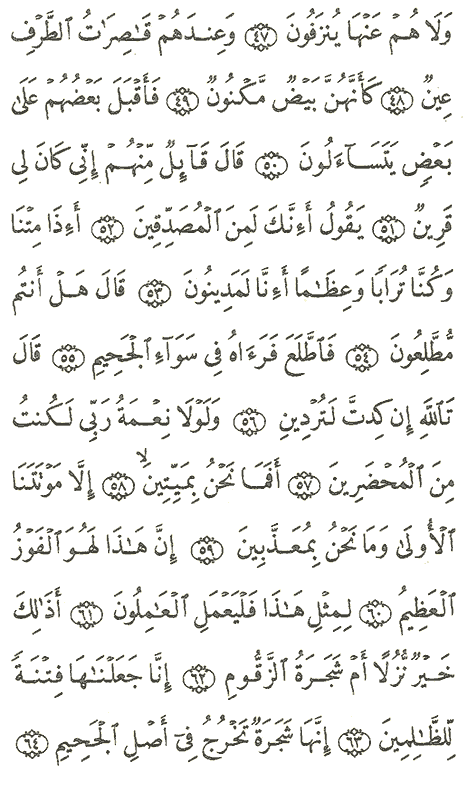 وَلَا هُمْ عَنْهَا يُنزَفُونَ ٤٧ وَعِندَهُمْ قَٰصِرَٰتُ ٱلطَّرْفِ
عِينٌ ٤٨ كَأَنَّهُنَّ بَيْضٌ مَّكْنُونٌ ٤٩ فَأَقْبَلَ بَعْضُهُمْ عَلَىٰ
بَعْضٍ يَتَسَآءَلُونَ ٥٠ قَالَ قَآئِلٌ مِّنْهُمْ إِنِّى كَانَ لِى
قَرِينٌ ٥١ يَقُولُ أَءِنَّكَ لَمِنَ ٱلْمُصَدِّقِينَ ٥٢ أَءِذَا مِتْنَا
وَكُنَّا تُرَابًا وَعِظَٰمًا أَءِنَّا لَمَدِينُونَ ٥٣ قَالَ هَلْ أَنتُم
مُّطَّلِعُونَ ٥٤ فَٱطَّلَعَ فَرَءَاهُ فِى سَوَآءِ ٱلْجَحِيمِ ٥٥ قَالَ
تَٱللَّهِ إِن كِدتَّ لَتُرْدِينِ ٥٦ وَلَوْلَا نِعْمَةُ رَبِّى لَكُنتُ
مِنَ ٱلْمُحْضَرِينَ ٥٧ أَفَمَا نَحْنُ بِمَيِّتِينَ ۙ ٥٨ إِلَّا مَوْتَتَنَا
ٱلْأُولَىٰ وَمَا نَحْنُ بِمُعَذَّبِينَ ٥٩ إِنَّ هَٰذَا لَهُوَ ٱلْفَوْزُ
ٱلْعَظِيمُ ٦٠ لِمِثْلِ هَٰذَا فَلْيَعْمَلِ ٱلْعَٰمِلُونَ ٦١ أَذَٰلِكَ
خَيْرٌ نُّزُلًا أَمْ شَجَرَةُ ٱلزَّقُّومِ ٦٢ إِنَّا جَعَلْنَٰهَا فِتْنَةً
لِّلظَّٰلِمِينَ ٦٣ إِنَّهَا شَجَرَةٌ تَخْرُجُ فِىٓ أَصْلِ ٱلْجَحِيمِ ٦٤